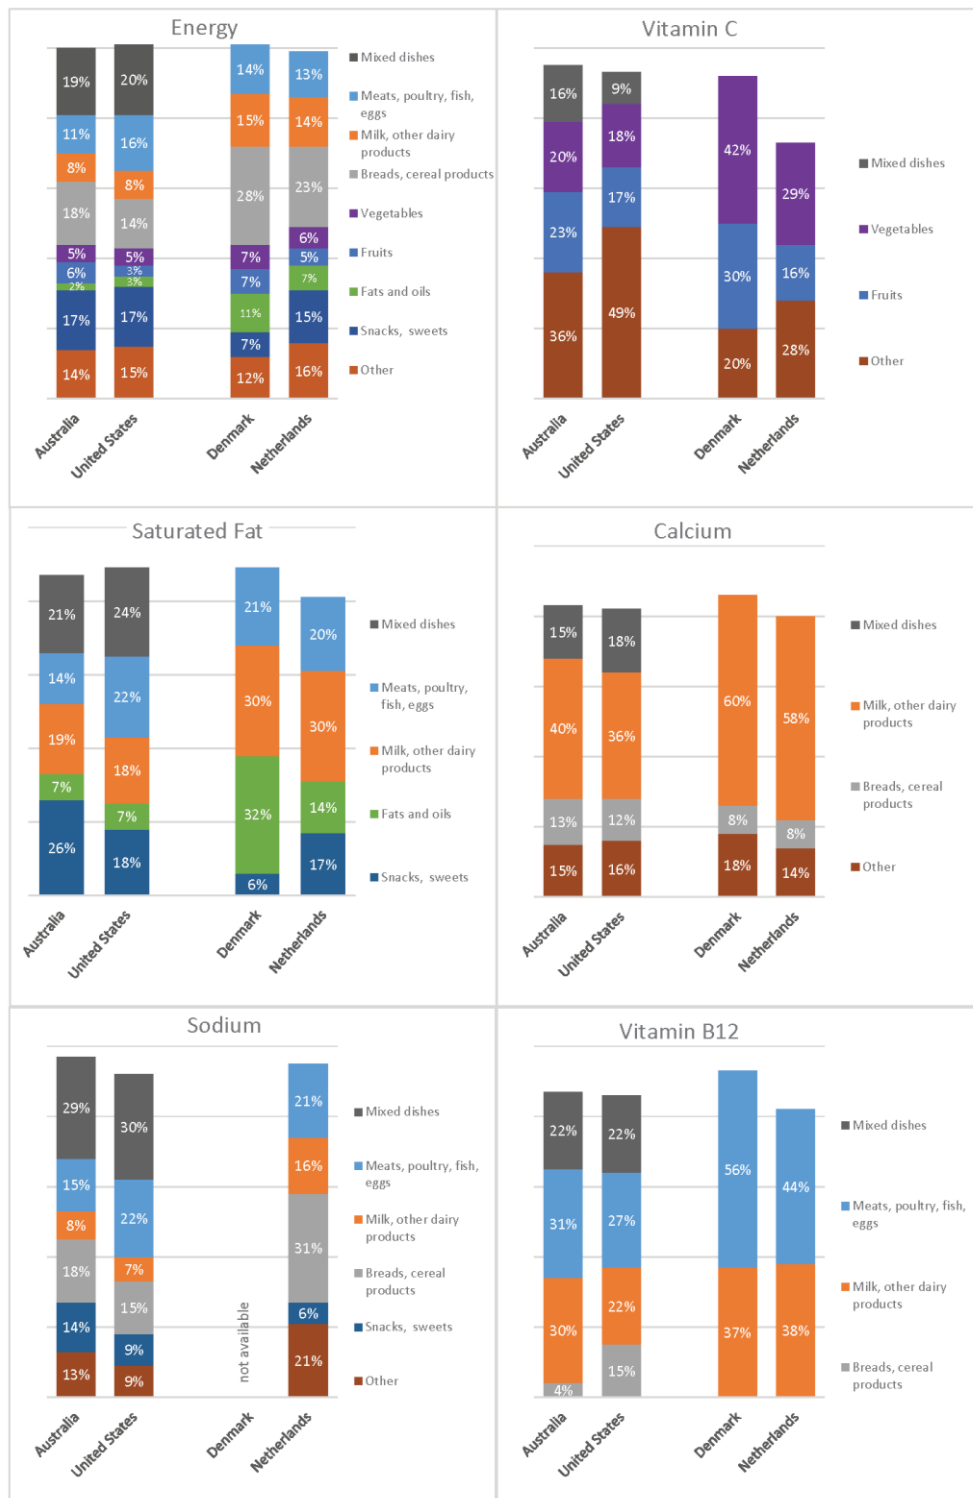 Energy
19%
11%
8%
18%
5%
6%
2%
17%
14%
20%
16%
8%
14%
5%
3%
3%
17%
15%
14%
15%
28%
7%
7%
11%
7%
12%
13%
14%
23%
6%
5%
7%
15%
16%
Mixed dishes
Meats, poultry, fish,
eggs
Milk, other dairy
products
Breads, cereal products
Vegetables
Fruits
Fats and oils
Snacks, sweets
Other
Australia
United States
Denmark
Netherlands
Vitamin C
16%
20%
23%
36%
9%
18%
17%
49%
42%
30%
20%
29%
16%
28%
Mixed dishes
Vegetables
Fruits
Other
Australia
United States
Denmark
Netherlands
Saturated Fat
21%
14%
19%
7%
26%
24%
22%
18%
7%
18%
21%
30%
32%
6%
20%
30%
14%
17%
Mixed dishes
Meats, poultry,
fish, eggs
Milk, other dairy
products
Fats and oils
Snacks, sweets
Australia
United States
Denmark
Netherlands
Calcium
15%
40%
13%
15%
18%
36%
12%
16%
60%
8%
18%
58%
8%
14%
Mixed dishes
Milk, other dairy
products
Breads, cereal
products
Other
Australia
United States
Denmark
Netherlands
Sodium
29%
15%
8%
18%
14%
13%
30%
22%
7%
15%
9%
9%
not available
21%
16%
31%
6%
21%
Mixed dishes
Meats, poultry, fish,
eggs
Milk, other dairy
products
Breads, cereal
products
Snacks, sweets
Other
Australia
United States
Denmark
Netherlands
Vitamin B12
22%
31%
30%
4%
22%
27%
22%
15%
56%
37%
44%
38%
Mixed dishes
Meats, poultry, fish,
eggs
Milk, other dairy
products
Breads, cereal
products
Australia
United States
Denmark
Netherlands